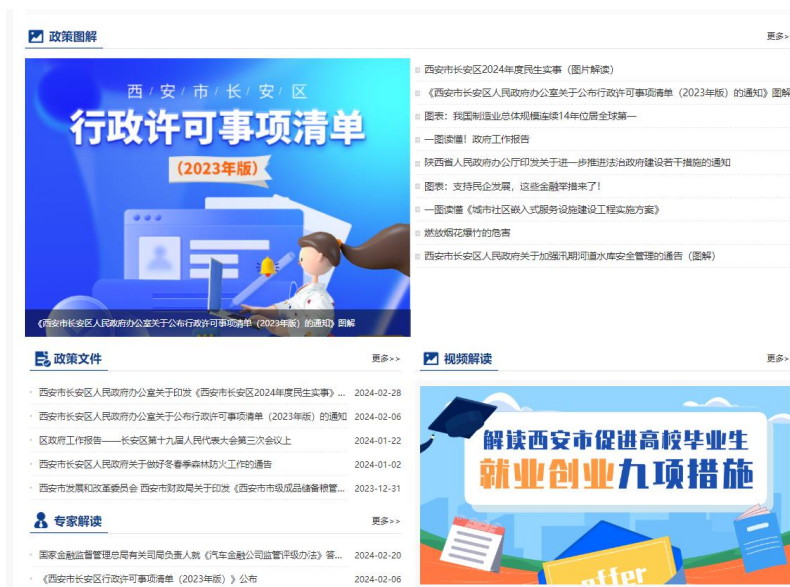 政策图解
更多>
西/安/市/长/安/区
行政许可事项清单
(2023年版)
《西安市长安区人民政府办公室关于公布行政许可事项清单（2023年版）的通知》图解
西安市长安区2024年度民生实事（图片解读）
《西安市长安区人民政府办公室关于公布行政许可事项清单（2023年版）的通知》图解
图表：我国制造业总体规模连续14年位居全球第一
一图读懂！政府工作报告
陕西省人民政府办公厅印发关于进一步推进法治政府建设若干措施的通知
图表：支持民企发展，这些金融举措来了！
一图读懂《城市社区嵌入式服务设施建设工程实施方案》
燃放烟花爆竹的危害
西安市长安区人民政府关于加强汛期河道水库安全管理的通告（图解）
政策文件
更多>>
西安市长安区人民政府办公室关于印发《西安市长安区2024年度民生实事》... 2024-02-28
西安市长安区人民政府办公室关于公布行政许可事项清单（2023年版）的通知 2024-02-06
区政府工作报告——长安区第十九届人民代表大会第三次会议上 2024-01-22
西安市长安区人民政府关于做好冬春季森林防火工作的通告 2024-01-02
西安市发展和改革委员会 西安市财政局关于印发《西安市市级成品储备粮管... 2023-12-31
专家解读
更多>>
国家金融监督管理总局有关司局负责人就《汽车金融公司监管评级办法》答... 2024-02-20
《西安市长安区行政许可事项清单（2023年版）》公布 2024-02-06
视频解读
更多>
解读西安市促进高校毕业生
就业创业九项措施
offer